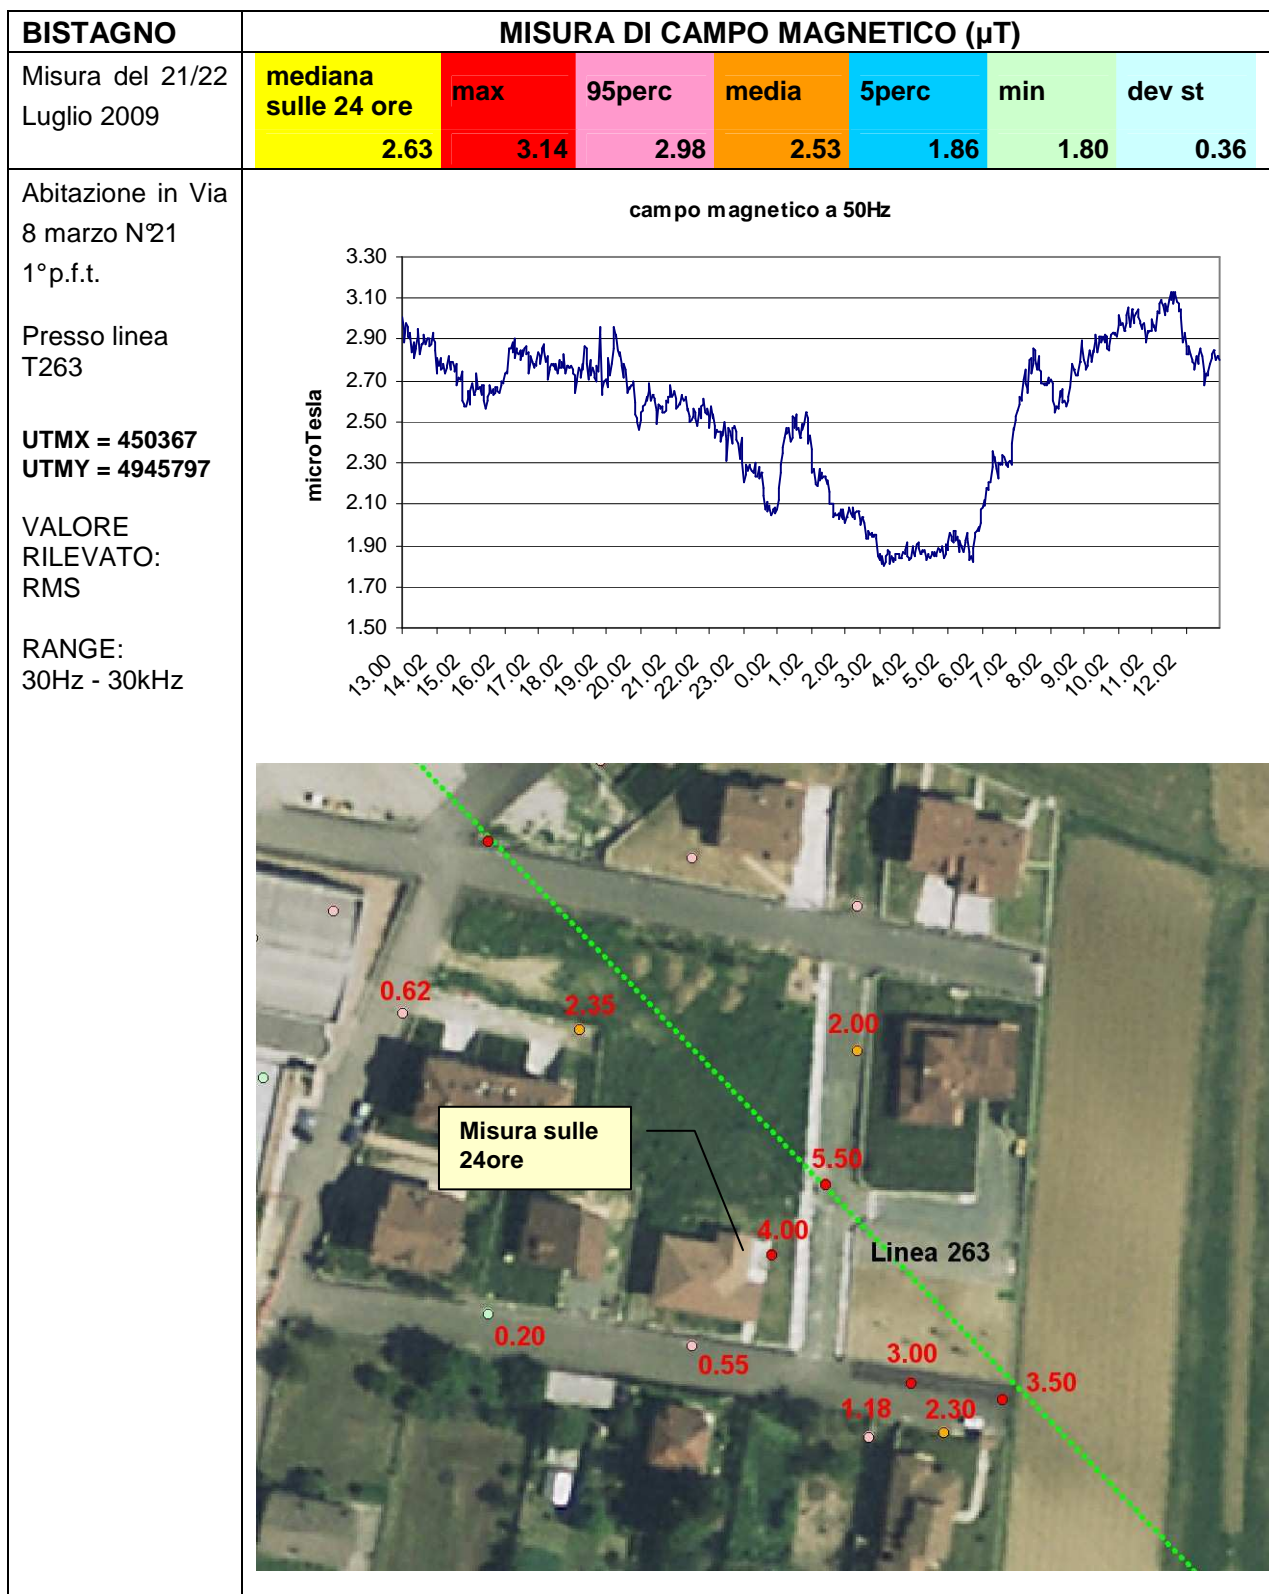 BISTAGNO
MISURA DI CAMPO MAGNETICO (µT)
Misura del 21/22
Luglio 2009
mediana
sulle 24 ore
max
95perc
media
5perc
min
dev st
2.63
3.14
2.98
2.53
1.86
1.80
0.36
Abitazione in Via
8 marzo N°21
1° p.f.t.
Presso linea
T263
UTMX = 450367
UTMY = 4945797
VALORE
RILEVATO:
RMS
RANGE:
30Hz - 30kHz
campo magnetico a 50Hz
microTesla
3.30
3.10
2.90
2.70
2.50
2.30
2.10
1.90
1.70
1.50
13.00
14.02
15.02
16.02
17.02
18.02
19.02
20.02
21.02
22.02
23.02
0.02
1.02
2.02
3.02
4.02
5.02
6.02
7.02
8.02
9.02
10.02
11.02
12.02
0.62
2.35
2.00
Misura sulle
24ore
5.50
4.00
Linea 263
0.20
0.55
3.00
3.50
1.18
2.30